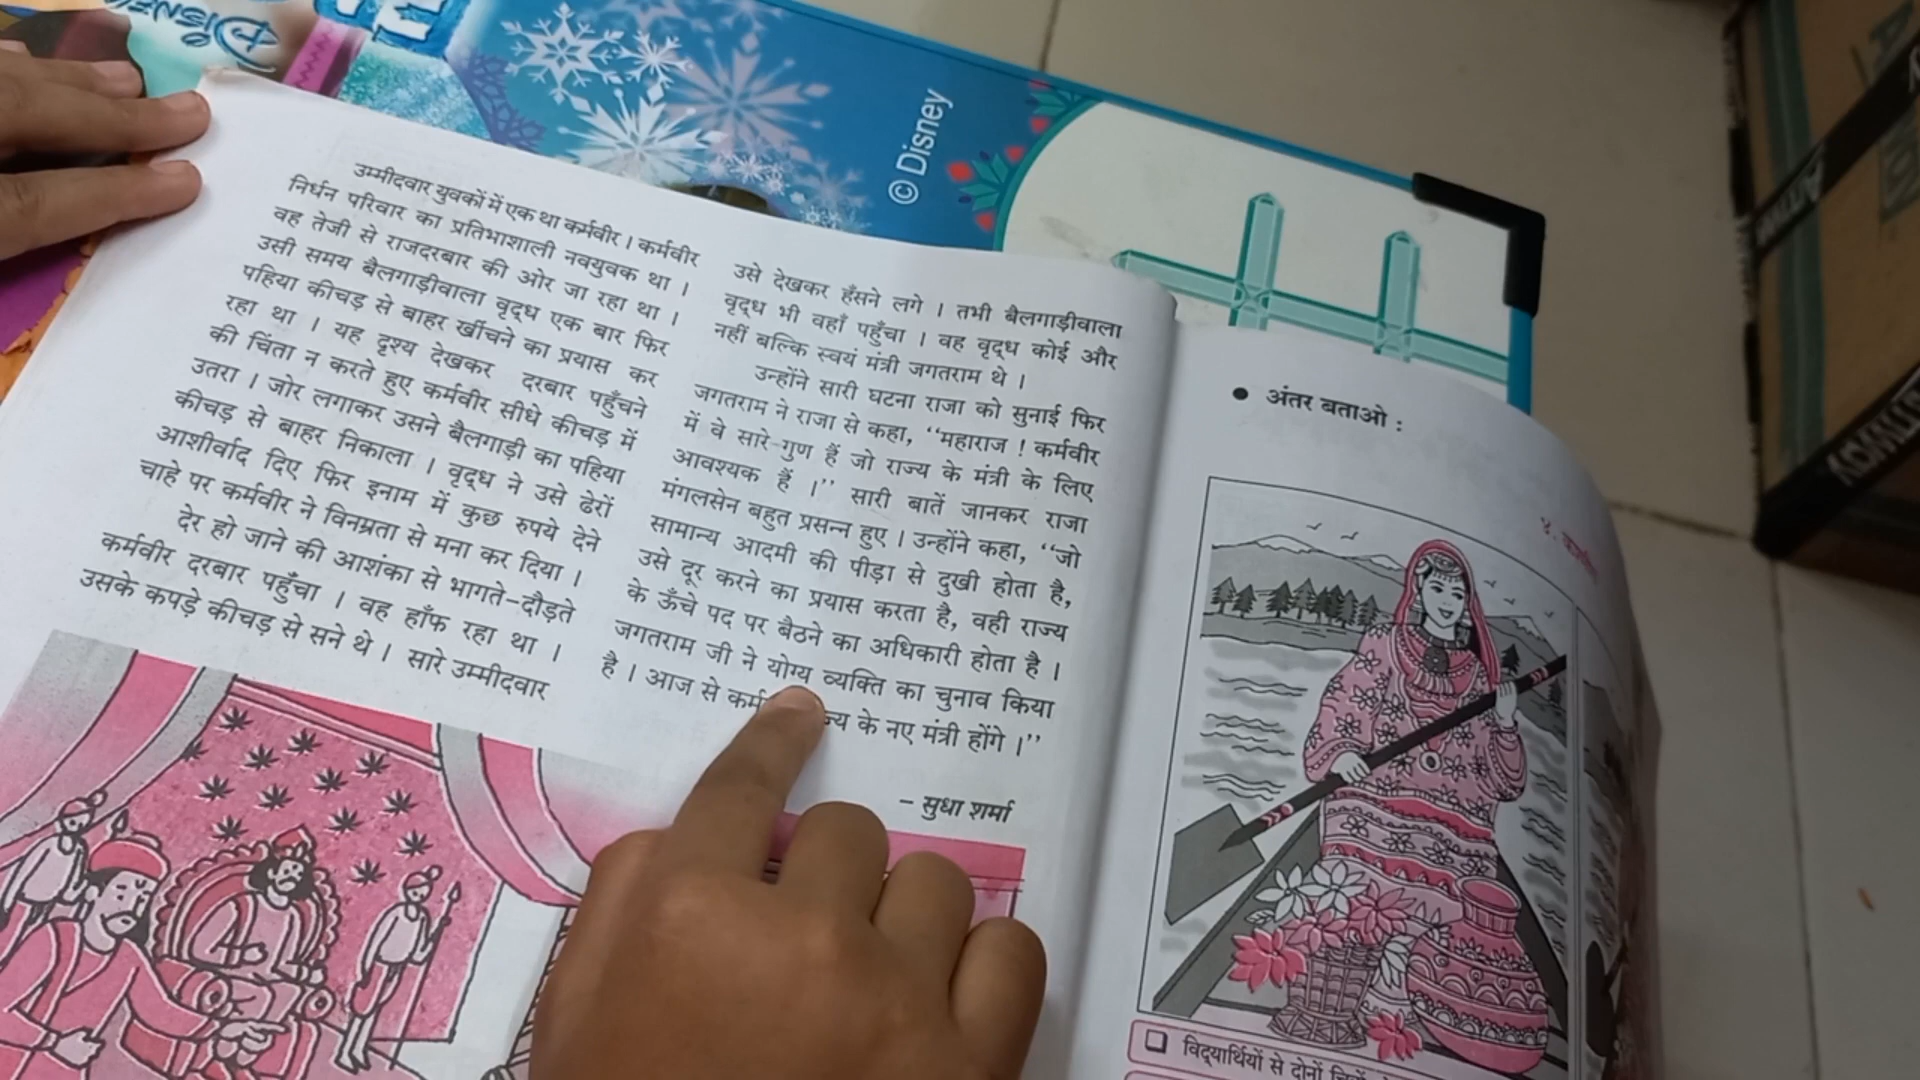 DISNEY
© Disney
उम्मीदवार युवकों में एक था कर्मवीर । कर्मवीर
निर्धन परिवार का प्रतिभाशाली नवयुवक था ।
वह तेजी से राजदरबार की ओर जा रहा था ।
उसी समय बैलगाड़ीवाला वृद्ध एक बार फिर
पहिया कीचड़ से बाहर खींचने का प्रयास कर
रहा था । यह दृश्य देखकर दरबार पहुँचने
की चिंता न करते हुए कर्मवीर सीधे कीचड़ में
उतरा । जोर लगाकर उसने बैलगाड़ी का पहिया
कीचड़ से बाहर निकाला । वृद्ध ने उसे ढेरों
आशीर्वाद दिए फिर इनाम में कुछ रुपये देने
चाहे पर कर्मवीर ने विनम्रता से मना कर दिया ।
देर हो जाने की आशंका से भागते-दौड़ते
कर्मवीर दरबार पहुँचा । वह हाँफ रहा था ।
उसके कपड़े कीचड़ से सने थे । सारे उम्मीदवार
उसे देखकर हँसने लगे । तभी बैलगाड़ीवाला
वृद्ध भी वहाँ पहुँचा । वह वृद्ध कोई और
नहीं बल्कि स्वयं मंत्री जगतराम थे ।
उन्होंने सारी घटना राजा को सुनाई फिर
जगतराम ने राजा से कहा, ‘‘महाराज ! कर्मवीर
में वे सारे-गुण हैं जो राज्य के मंत्री के लिए
आवश्यक हैं ।’’ सारी बातें जानकर राजा
मंगलसेन बहुत प्रसन्न हुए । उन्होंने कहा, ‘‘जो
सामान्य आदमी की पीड़ा से दुखी होता है,
उसे दूर करने का प्रयास करता है, वही राज्य
के ऊँचे पद पर बैठने का अधिकारी होता है ।
जगतराम जी ने योग्य व्यक्ति का चुनाव किया
है । आज से के नए मंत्री होंगे ।’’
– सुधा शर्मा
● अंतर बताओ :
विद्यार्थियों से दोनों